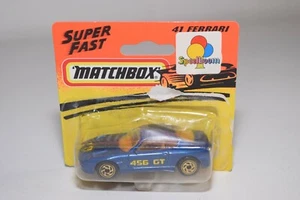 SUPER
FAST
41 FERRARI
MATCHBOX
Speelboom
456 GT